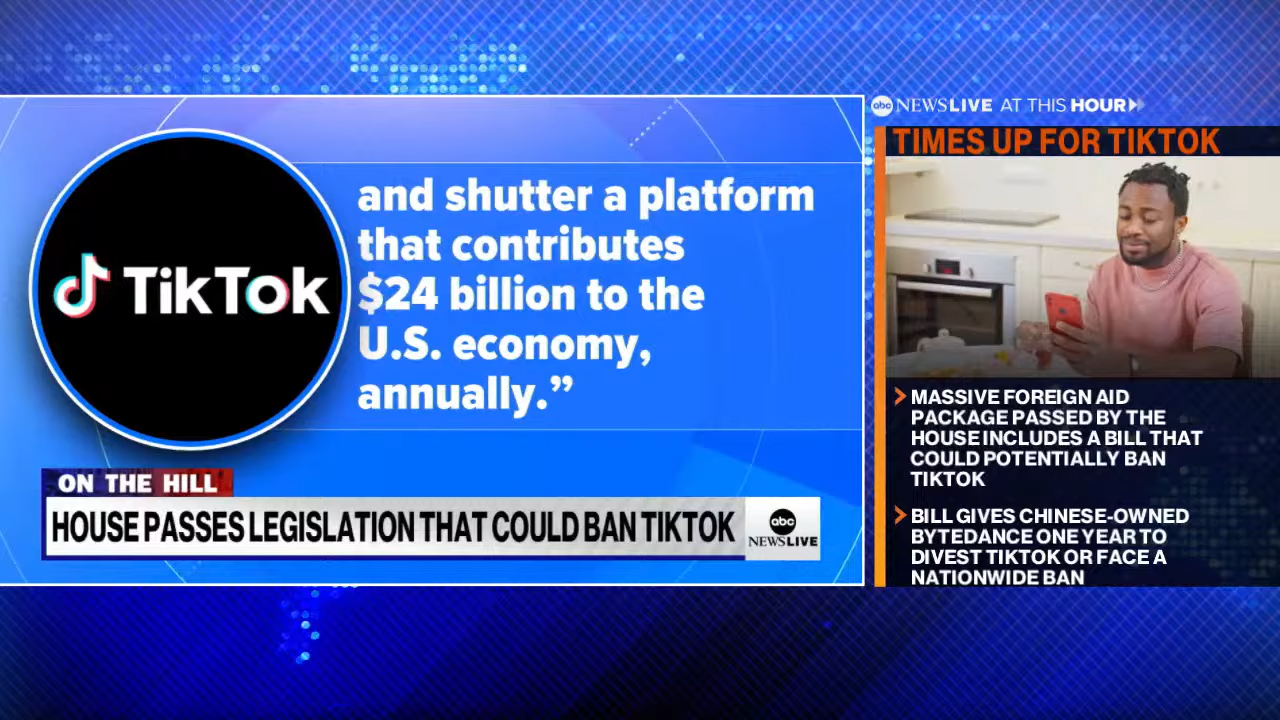 TikTok
and shutter a platform
that contributes
$24 billion to the
U.S. economy,
annually.”
ON THE HILL
HOUSE PASSES LEGISLATION THAT COULD BAN TIKTOK
abc
NEWS LIVE
abc NEWS LIVE AT THIS HOUR
TIMES UP FOR TIKTOK
MASSIVE FOREIGN AID
PACKAGE PASSED BY THE
HOUSE INCLUDES A BILL THAT
COULD POTENTIALLY BAN
TIKTOK
BILL GIVES CHINESE-OWNED
BYTEDANCE ONE YEAR TO
DIVEST TIKTOK OR FACE A
NATIONWIDE BAN